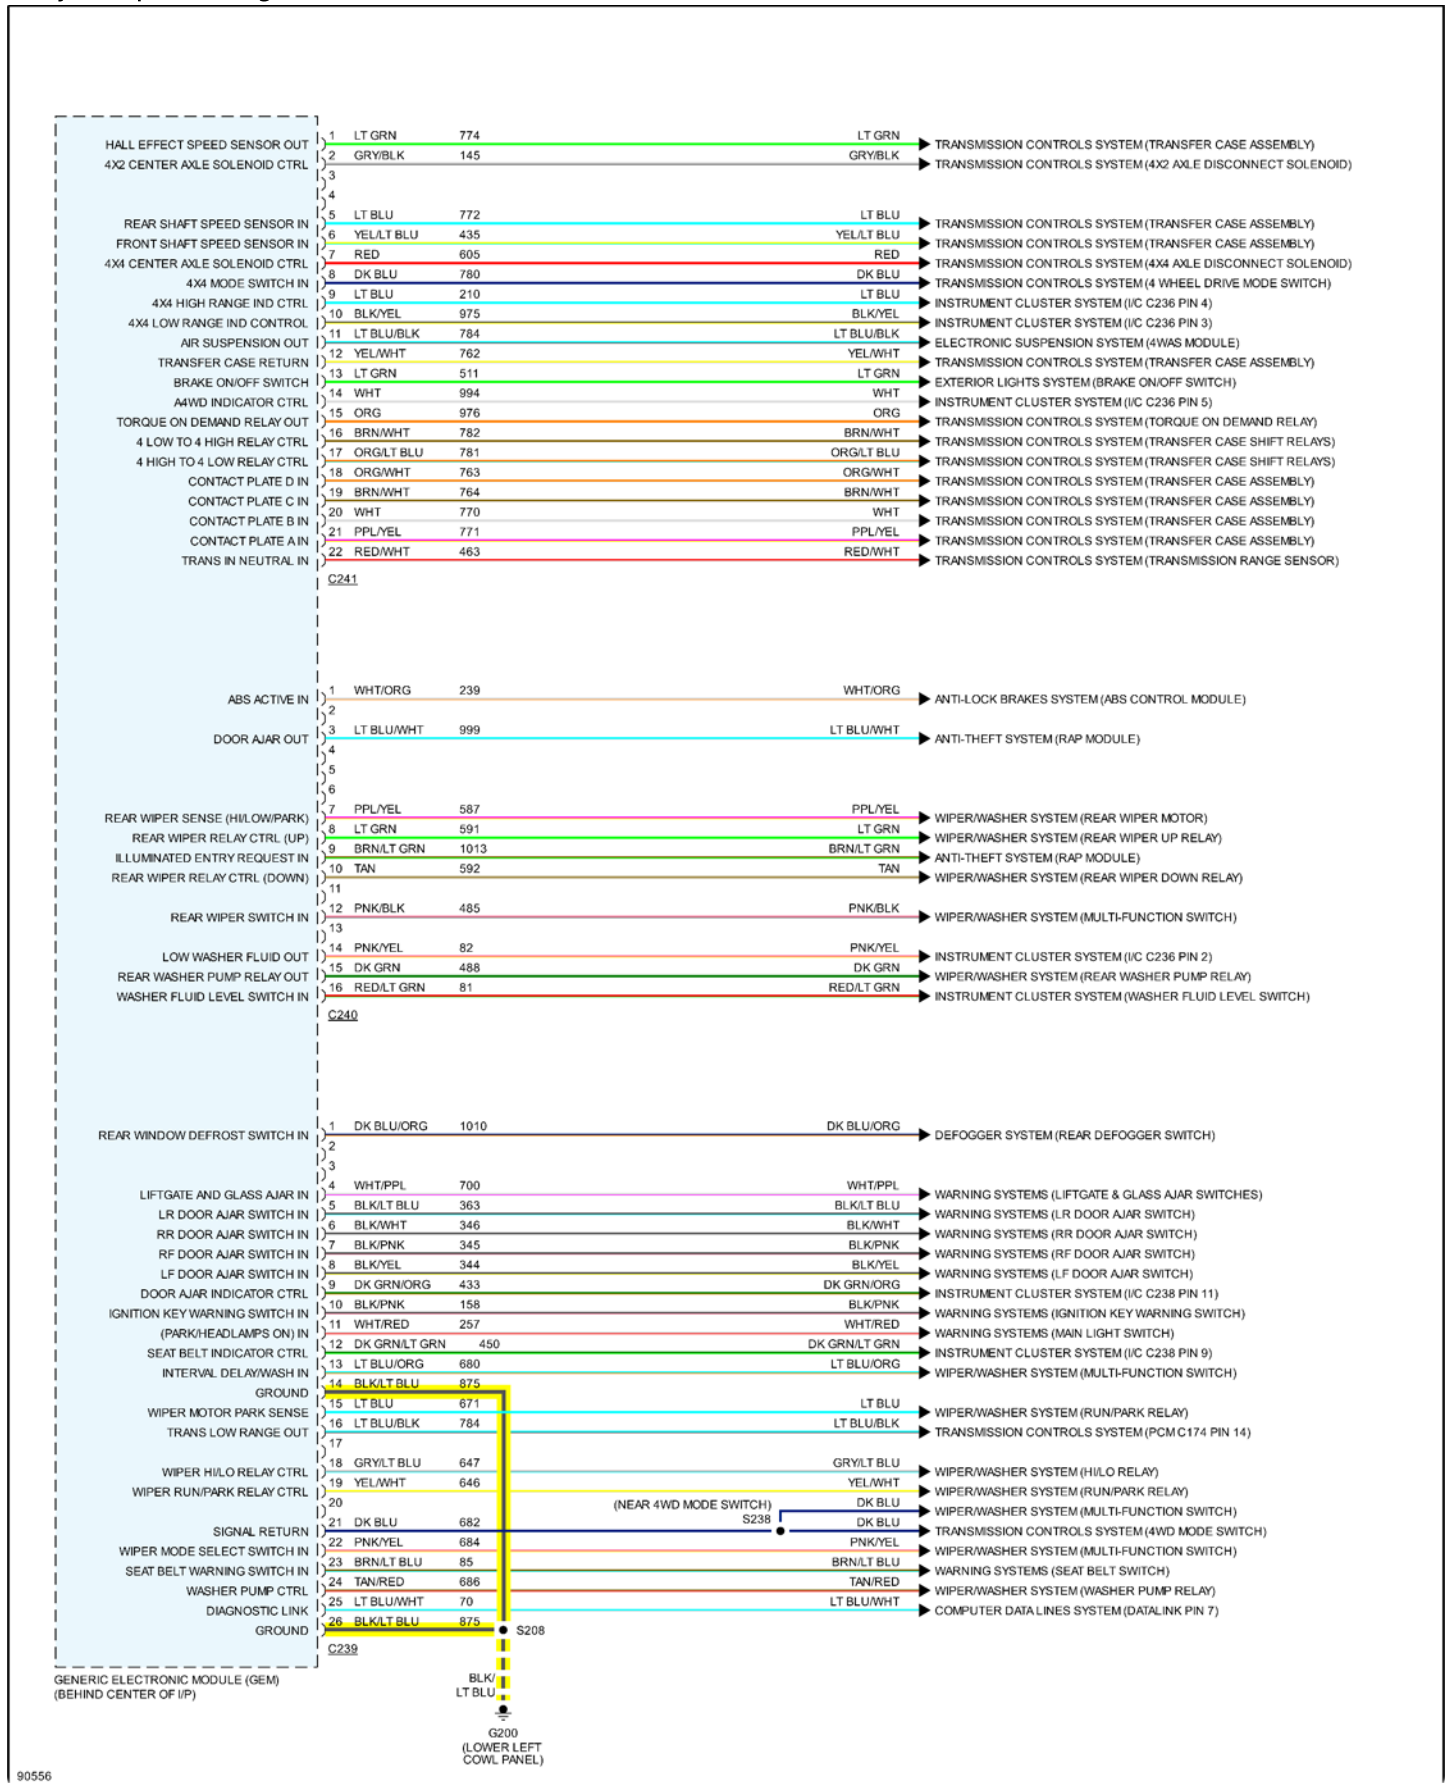 HALL EFFECT SPEED SENSOR OUT 1 LT GRN 774 LT GRN TRANSMISSION CONTROLS SYSTEM (TRANSFER CASE ASSEMBLY)
4X2 CENTER AXLE SOLENOID CTRL 2 GRY/BLK 145 GRY/BLK TRANSMISSION CONTROLS SYSTEM (4X2 AXLE DISCONNECT SOLENOID)
3
4
REAR SHAFT SPEED SENSOR IN 5 LT BLU 772 LT BLU TRANSMISSION CONTROLS SYSTEM (TRANSFER CASE ASSEMBLY)
FRONT SHAFT SPEED SENSOR IN 6 YEL/LT BLU 435 YEL/LT BLU TRANSMISSION CONTROLS SYSTEM (TRANSFER CASE ASSEMBLY)
4X4 CENTER AXLE SOLENOID CTRL 7 RED 605 RED TRANSMISSION CONTROLS SYSTEM (4X4 AXLE DISCONNECT SOLENOID)
4X4 MODE SWITCH IN 8 DK BLU 780 DK BLU TRANSMISSION CONTROLS SYSTEM (4 WHEEL DRIVE MODE SWITCH)
4X4 HIGH RANGE IND CTRL 9 LT BLU 210 LT BLU INSTRUMENT CLUSTER SYSTEM (I/C C236 PIN 4)
4X4 LOW RANGE IND CONTROL 10 BLK/YEL 975 BLK/YEL INSTRUMENT CLUSTER SYSTEM (I/C C236 PIN 3)
AIR SUSPENSION OUT 11 LT BLU/BLK 784 LT BLU/BLK ELECTRONIC SUSPENSION SYSTEM (4WAS MODULE)
TRANSFER CASE RETURN 12 YEL/WHT 762 YEL/WHT TRANSMISSION CONTROLS SYSTEM (TRANSFER CASE ASSEMBLY)
BRAKE ON/OFF SWITCH 13 LT GRN 511 LT GRN EXTERIOR LIGHTS SYSTEM (BRAKE ON/OFF SWITCH)
A4WD INDICATOR CTRL 14 WHT 994 WHT INSTRUMENT CLUSTER SYSTEM (I/C C236 PIN 5)
TORQUE ON DEMAND RELAY OUT 15 ORG 976 ORG TRANSMISSION CONTROLS SYSTEM (TORQUE ON DEMAND RELAY)
4 LOW TO 4 HIGH RELAY CTRL 16 BRN/WHT 782 BRN/WHT TRANSMISSION CONTROLS SYSTEM (TRANSFER CASE SHIFT RELAYS)
4 HIGH TO 4 LOW RELAY CTRL 17 ORG/LT BLU 781 ORG/LT BLU TRANSMISSION CONTROLS SYSTEM (TRANSFER CASE SHIFT RELAYS)
CONTACT PLATE D IN 18 ORG/WHT 763 ORG/WHT TRANSMISSION CONTROLS SYSTEM (TRANSFER CASE ASSEMBLY)
CONTACT PLATE C IN 19 BRN/WHT 764 BRN/WHT TRANSMISSION CONTROLS SYSTEM (TRANSFER CASE ASSEMBLY)
CONTACT PLATE B IN 20 WHT 770 WHT TRANSMISSION CONTROLS SYSTEM (TRANSFER CASE ASSEMBLY)
CONTACT PLATE A IN 21 PPL/YEL 771 PPL/YEL TRANSMISSION CONTROLS SYSTEM (TRANSFER CASE ASSEMBLY)
TRANS IN NEUTRAL IN 22 RED/WHT 463 RED/WHT TRANSMISSION CONTROLS SYSTEM (TRANSMISSION RANGE SENSOR)
C241
ABS ACTIVE IN 1 WHT/ORG 239 WHT/ORG ANTI-LOCK BRAKES SYSTEM (ABS CONTROL MODULE)
2
DOOR AJAR OUT 3 LT BLU/WHT 999 LT BLU/WHT ANTI-THEFT SYSTEM (RAP MODULE)
4
5
6
REAR WIPER SENSE (HI/LOW/PARK) 7 PPL/YEL 587 PPL/YEL WIPER/WASHER SYSTEM (REAR WIPER MOTOR)
REAR WIPER RELAY CTRL (UP) 8 LT GRN 591 LT GRN WIPER/WASHER SYSTEM (REAR WIPER UP RELAY)
ILLUMINATED ENTRY REQUEST IN 9 BRN/LT GRN 1013 BRN/LT GRN ANTI-THEFT SYSTEM (RAP MODULE)
REAR WIPER RELAY CTRL (DOWN) 10 TAN 592 TAN WIPER/WASHER SYSTEM (REAR WIPER DOWN RELAY)
11
REAR WIPER SWITCH IN 12 PNK/BLK 485 PNK/BLK WIPER/WASHER SYSTEM (MULTI-FUNCTION SWITCH)
13
LOW WASHER FLUID OUT 14 PNK/YEL 82 PNK/YEL INSTRUMENT CLUSTER SYSTEM (I/C C236 PIN 2)
REAR WASHER PUMP RELAY OUT 15 DK GRN 488 DK GRN WIPER/WASHER SYSTEM (REAR WASHER PUMP RELAY)
WASHER FLUID LEVEL SWITCH IN 16 RED/LT GRN 81 RED/LT GRN INSTRUMENT CLUSTER SYSTEM (WASHER FLUID LEVEL SWITCH)
C240
REAR WINDOW DEFROST SWITCH IN 1 DK BLU/ORG 1010 DK BLU/ORG DEFOGGER SYSTEM (REAR DEFOGGER SWITCH)
2
3
LIFTGATE AND GLASS AJAR IN 4 WHT/PPL 700 WHT/PPL WARNING SYSTEMS (LIFTGATE & GLASS AJAR SWITCHES)
LR DOOR AJAR SWITCH IN 5 BLK/LT BLU 363 BLK/LT BLU WARNING SYSTEMS (LR DOOR AJAR SWITCH)
RR DOOR AJAR SWITCH IN 6 BLK/WHT 346 BLK/WHT WARNING SYSTEMS (RR DOOR AJAR SWITCH)
RF DOOR AJAR SWITCH IN 7 BLK/PNK 345 BLK/PNK WARNING SYSTEMS (RF DOOR AJAR SWITCH)
LF DOOR AJAR SWITCH IN 8 BLK/YEL 344 BLK/YEL WARNING SYSTEMS (LF DOOR AJAR SWITCH)
DOOR AJAR INDICATOR CTRL 9 DK GRN/ORG 433 DK GRN/ORG INSTRUMENT CLUSTER SYSTEM (I/C C238 PIN 11)
IGNITION KEY WARNING SWITCH IN 10 BLK/PNK 158 BLK/PNK WARNING SYSTEMS (IGNITION KEY WARNING SWITCH)
(PARK/HEADLAMPS ON) IN 11 WHT/RED 257 WHT/RED WARNING SYSTEMS (MAIN LIGHT SWITCH)
SEAT BELT INDICATOR CTRL 12 DK GRN/LT GRN 450 DK GRN/LT GRN INSTRUMENT CLUSTER SYSTEM (I/C C238 PIN 9)
INTERVAL DELAY/WASH IN 13 LT BLU/ORG 680 LT BLU/ORG WIPER/WASHER SYSTEM (MULTI-FUNCTION SWITCH)
GROUND 14 BLK/LT BLU 875
WIPER MOTOR PARK SENSE 15 LT BLU 671 LT BLU WIPER/WASHER SYSTEM (RUN/PARK RELAY)
TRANS LOW RANGE OUT 16 LT BLU/BLK 784 LT BLU/BLK TRANSMISSION CONTROLS SYSTEM (PCM C174 PIN 14)
17
WIPER HI/LO RELAY CTRL 18 GRY/LT BLU 647 GRY/LT BLU WIPER/WASHER SYSTEM (HI/LO RELAY)
WIPER RUN/PARK RELAY CTRL 19 YEL/WHT 646 YEL/WHT WIPER/WASHER SYSTEM (RUN/PARK RELAY)
20 (NEAR 4WD MODE SWITCH) DK BLU WIPER/WASHER SYSTEM (MULTI-FUNCTION SWITCH)
S238
SIGNAL RETURN 21 DK BLU 682 DK BLU TRANSMISSION CONTROLS SYSTEM (4WD MODE SWITCH)
WIPER MODE SELECT SWITCH IN 22 PNK/YEL 684 PNK/YEL WIPER/WASHER SYSTEM (MULTI-FUNCTION SWITCH)
SEAT BELT WARNING SWITCH IN 23 BRN/LT BLU 85 BRN/LT BLU WARNING SYSTEMS (SEAT BELT SWITCH)
WASHER PUMP CTRL 24 TAN/RED 686 TAN/RED WIPER/WASHER SYSTEM (WASHER PUMP RELAY)
DIAGNOSTIC LINK 25 LT BLU/WHT 70 LT BLU/WHT COMPUTER DATA LINES SYSTEM (DATALINK PIN 7)
GROUND 26 BLK/LT BLU 875 S208
C239
GENERIC ELECTRONIC MODULE (GEM)
(BEHIND CENTER OF I/P)
BLK/
LT BLU
G200
(LOWER LEFT
COWL PANEL)
90556